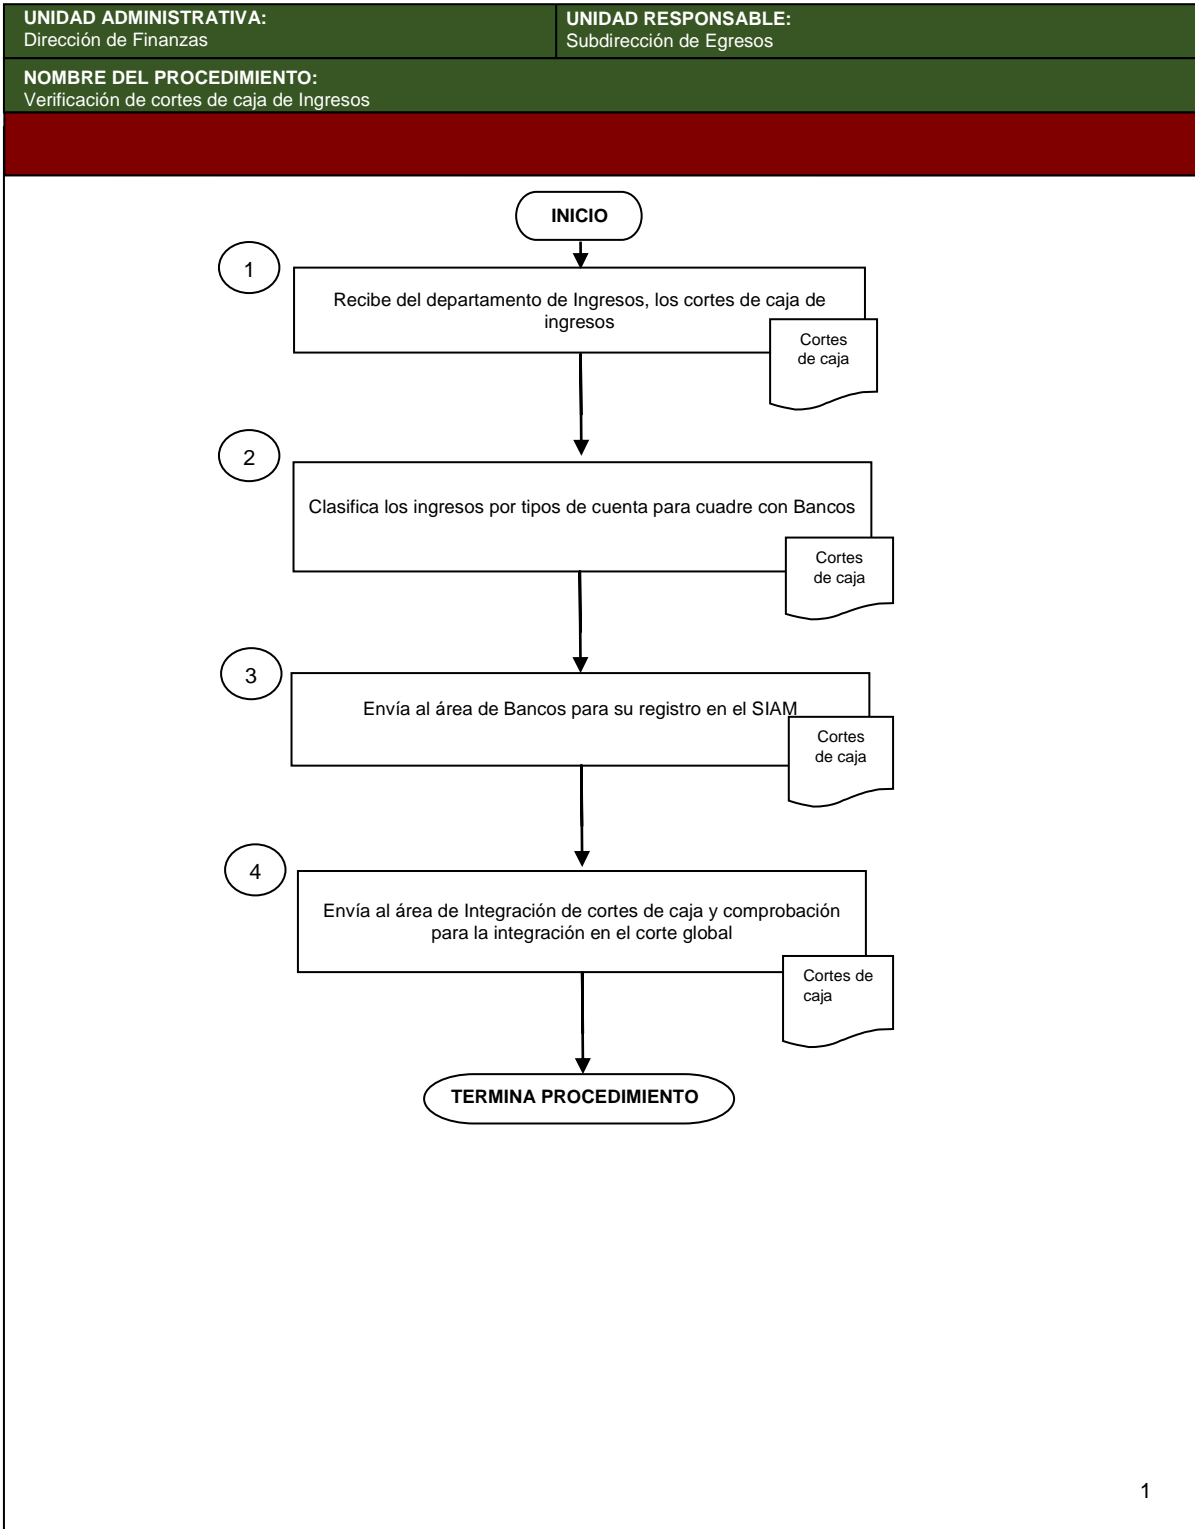 UNIDAD ADMINISTRATIVA:
Dirección de Finanzas
UNIDAD RESPONSABLE:
Subdirección de Egresos
NOMBRE DEL PROCEDIMIENTO:
Verificación de cortes de caja de Ingresos
INICIO
1
Recibe del departamento de Ingresos, los cortes de caja de
ingresos
Cortes
de caja
2
Clasifica los ingresos por tipos de cuenta para cuadre con Bancos
Cortes
de caja
3
Envía al área de Bancos para su registro en el SIAM
Cortes
de caja
4
Envía al área de Integración de cortes de caja y comprobación
para la integración en el corte global
Cortes de
caja
TERMINA PROCEDIMIENTO
1